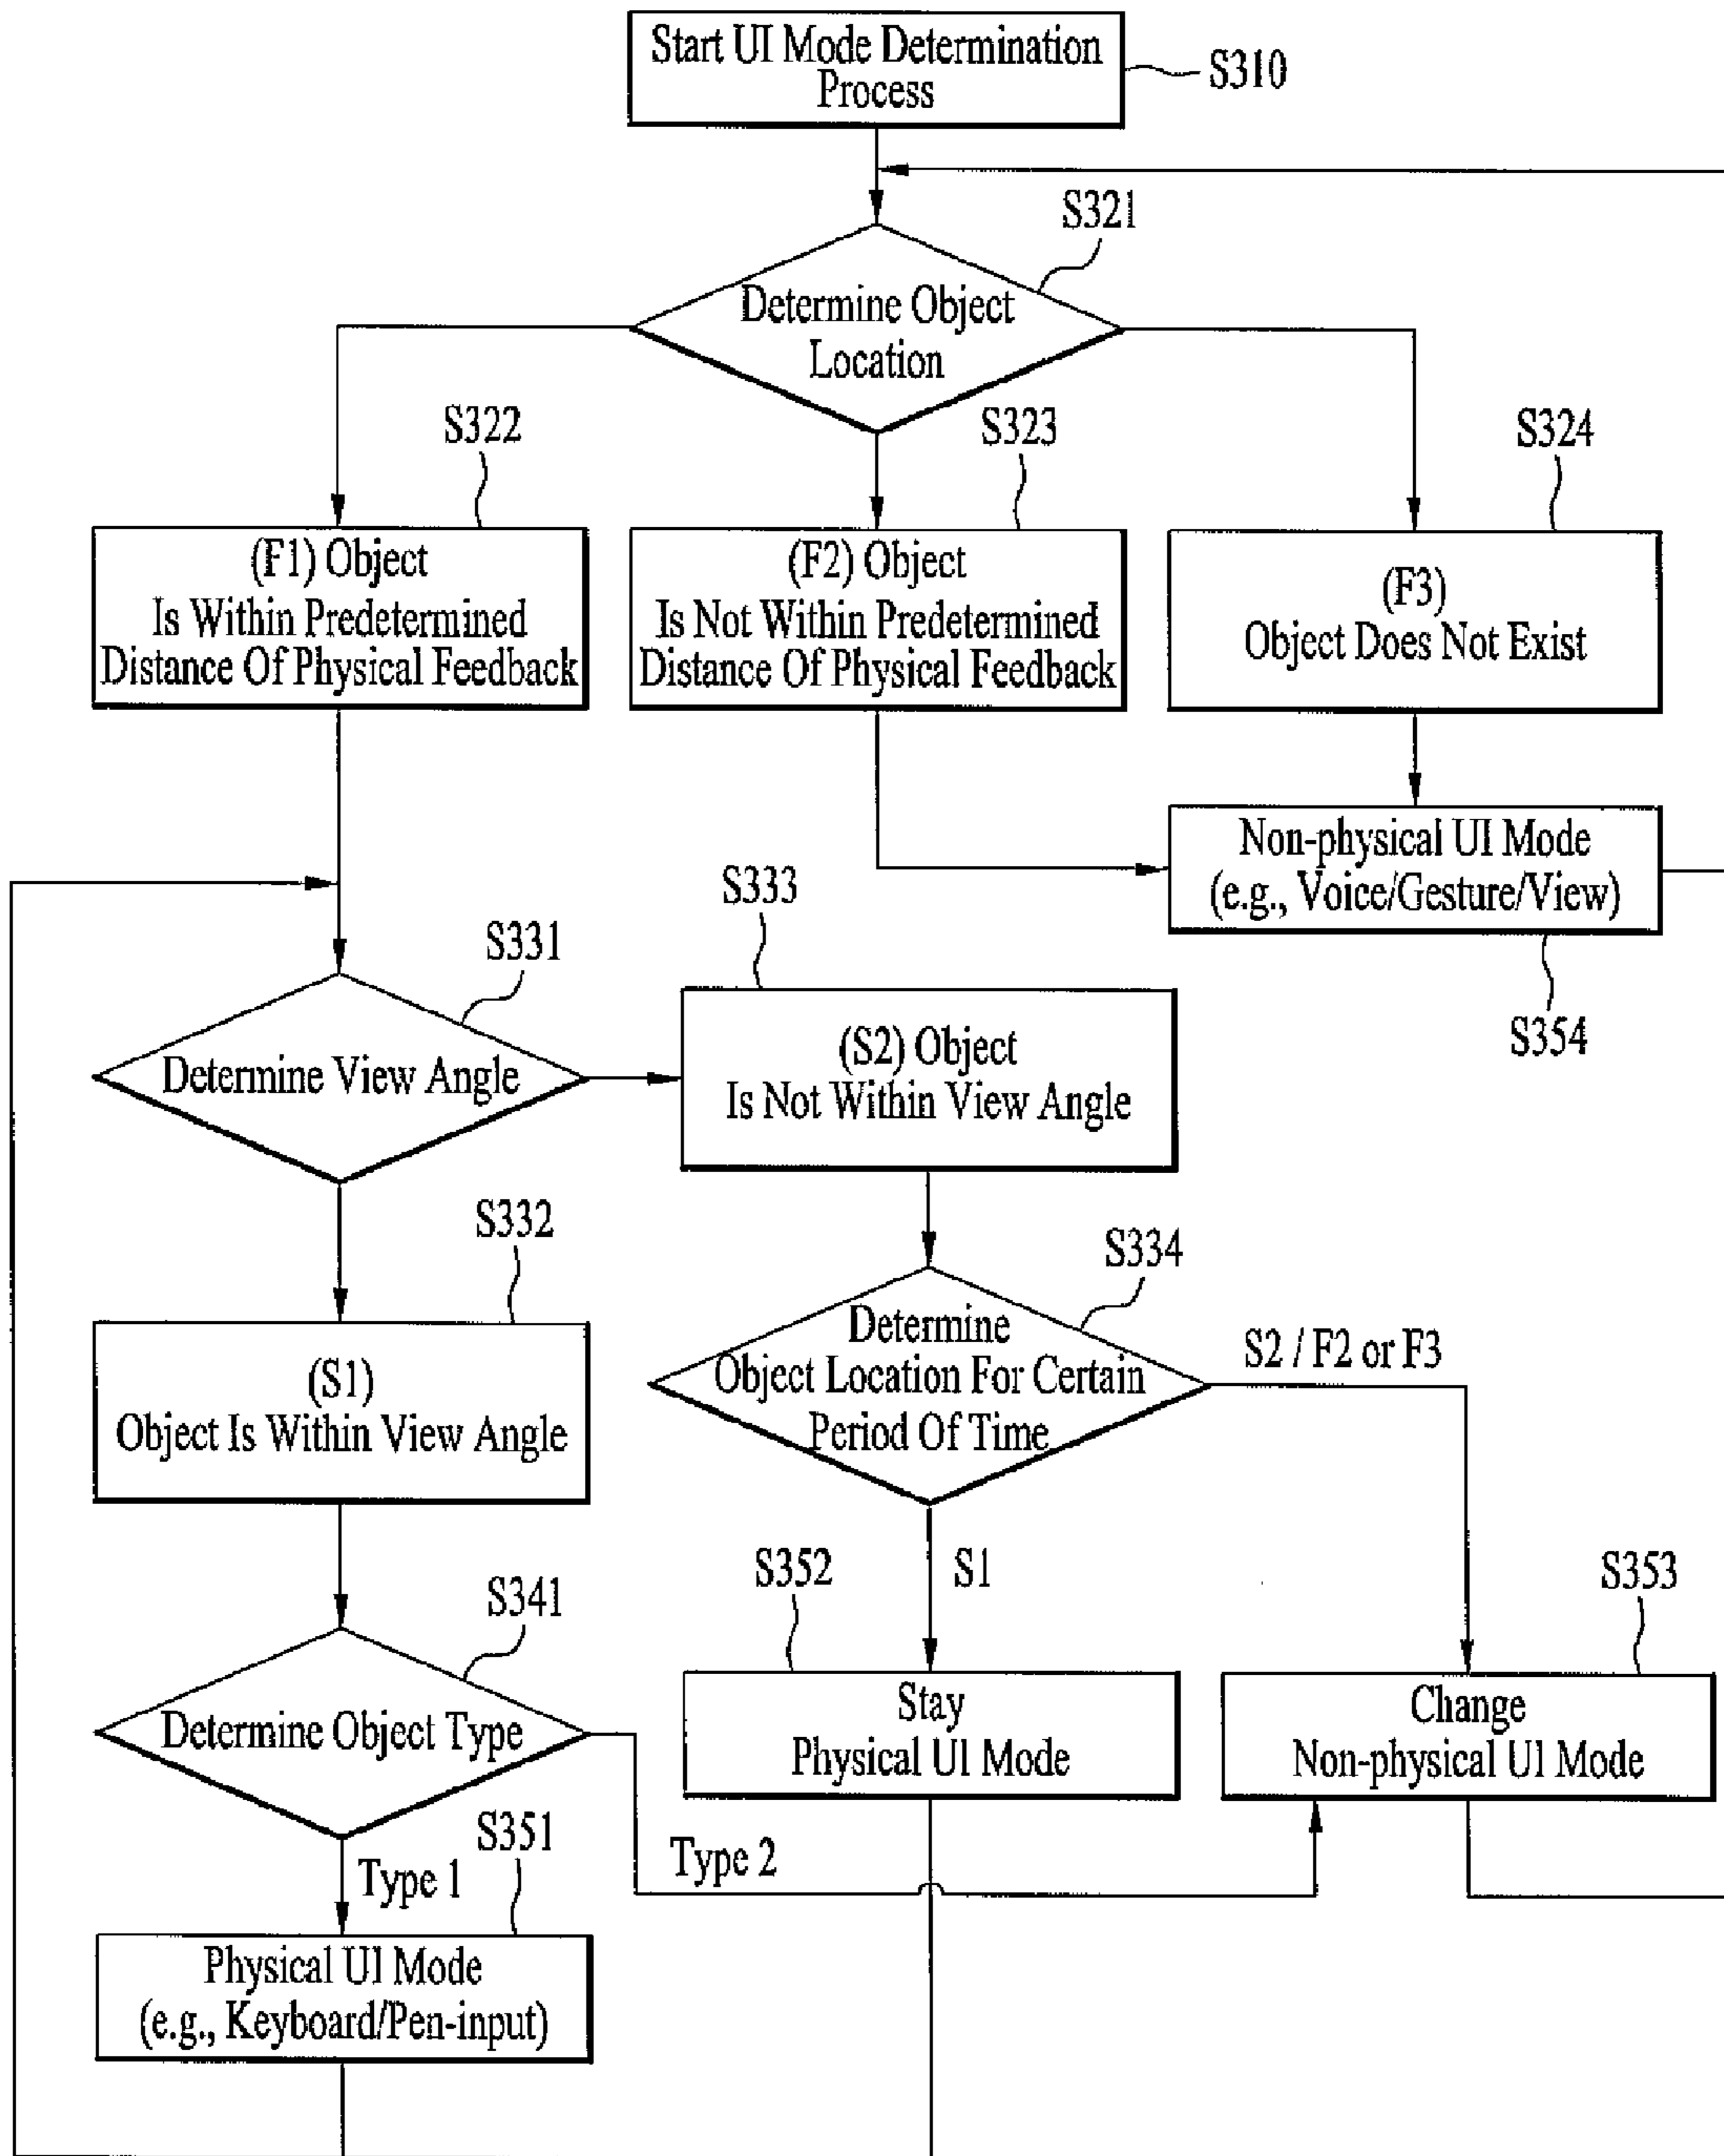 Start UI Mode Determination
Process
S310
S321
Determine Object
Location
S322
S323
S324
(F1) Object
Is Within Predetermined
Distance Of Physical Feedback
(F2) Object
Is Not Within Predetermined
Distance Of Physical Feedback
(F3)
Object Does Not Exist
Non-physical UI Mode
(e.g., Voice/Gesture/View)
S354
S331
Determine View Angle
S333
(S2) Object
Is Not Within View Angle
S332
(S1)
Object Is Within View Angle
S334
Determine
Object Location For Certain
Period Of Time
S2 / F2 or F3
S1
S341
Determine Object Type
S352
Stay
Physical UI Mode
S353
Change
Non-physical UI Mode
Type 1
Type 2
S351
Physical UI Mode
(e.g., Keyboard/Pen-input)